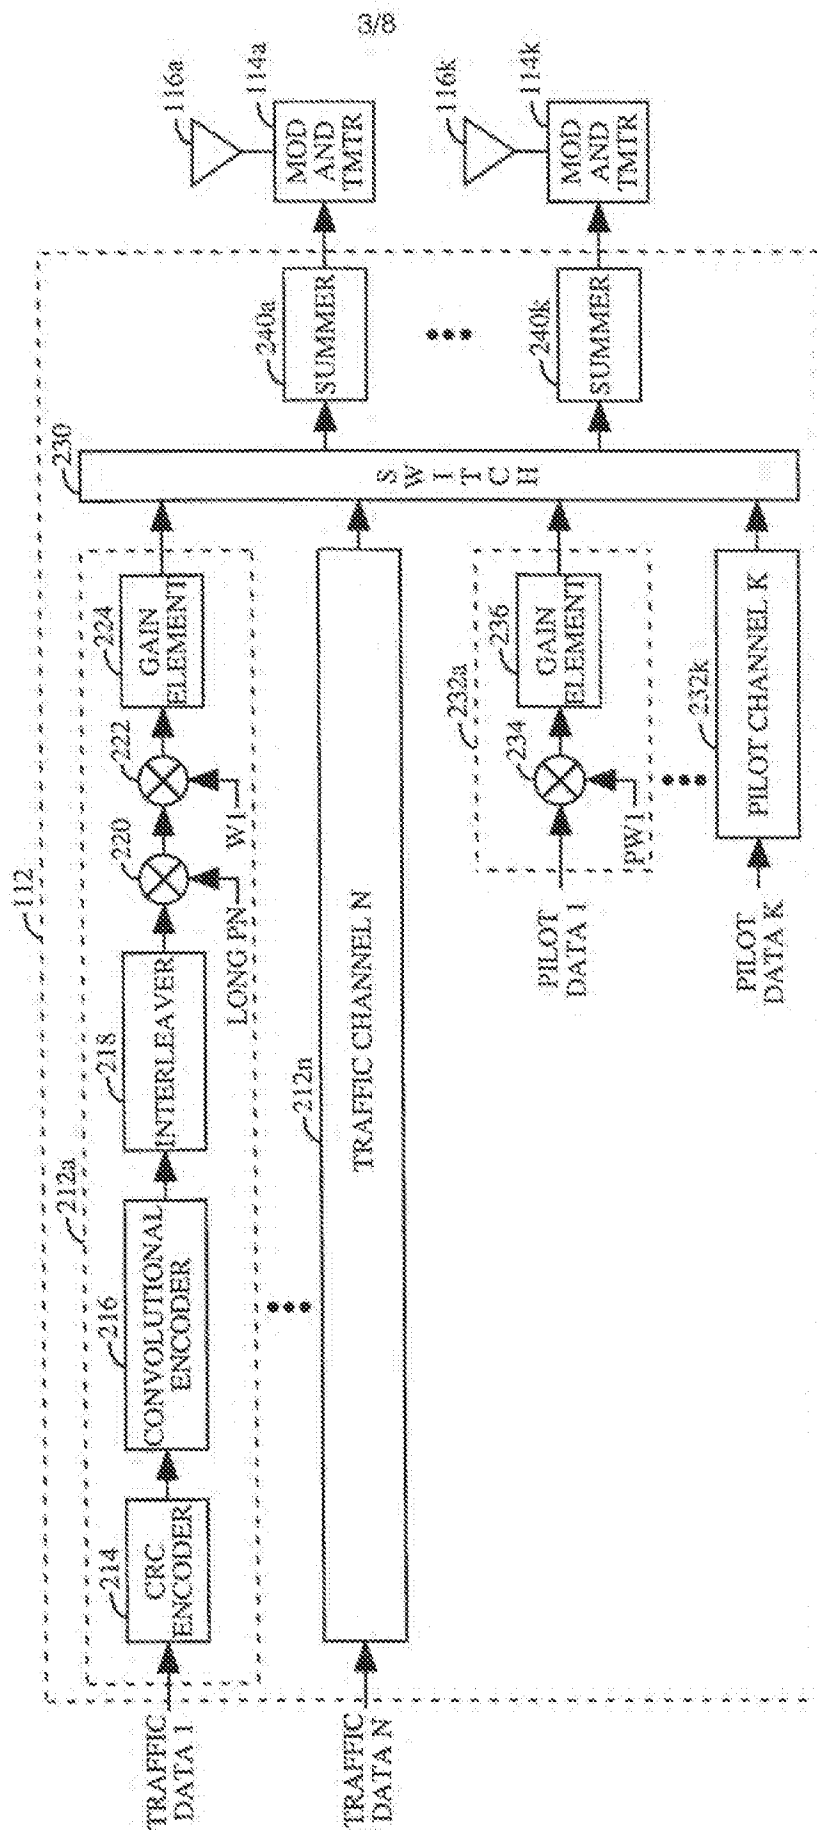 3/8
112
212a
TRAFFIC
DATA 1
214
CRC
ENCODER
216
CONVOLUTIONAL
ENCODER
218
INTERLEAVER
220
LONG PN
222
W1
224
GAIN
ELEMENT
230
SWITCH
240a
SUMMER
116a
114a
MOD
AND
TMTR
TRAFFIC
DATA N
212n
TRAFFIC CHANNEL N
232a
PILOT
DATA 1
234
PW1
236
GAIN
ELEMENT
240k
SUMMER
116k
114k
MOD
AND
TMTR
PILOT
DATA K
232k
PILOT CHANNEL K